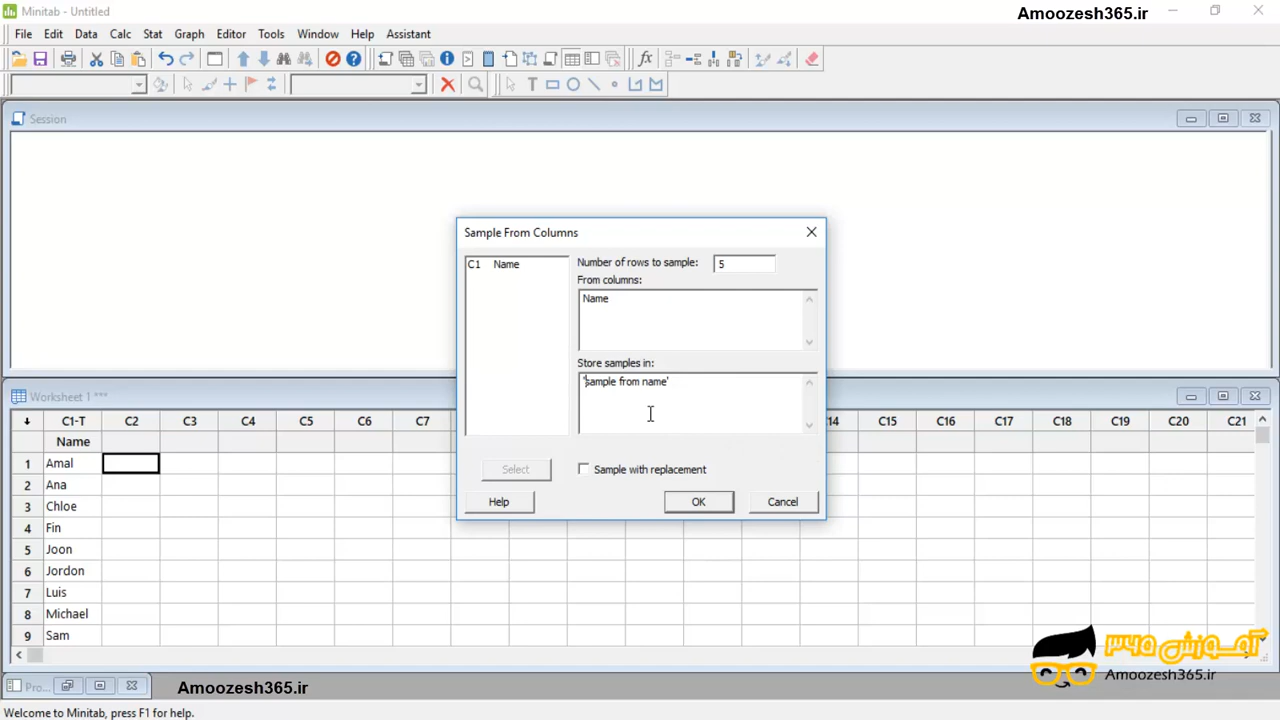 Minitab - Untitled
Amoozesh365.ir
File Edit Data Calc Stat Graph Editor Tools Window Help Assistant
Session
Sample From Columns
C1 Name
Number of rows to sample: 5
From columns:
Name
Store samples in:
'sample from name'
Select
Sample with replacement
Help OK Cancel
Worksheet 1 ***
C1-T C2 C3 C4 C5 C6 C7 14 C15 C16 C17 C18 C19 C20 C21
Name
1 Amal
2 Ana
3 Chloe
4 Fin
5 Joon
6 Jordon
7 Luis
8 Michael
9 Sam
آموزش ۳۶۵
Amoozesh365.ir
Pro...
Amoozesh365.ir
Welcome to Minitab, press F1 for help.